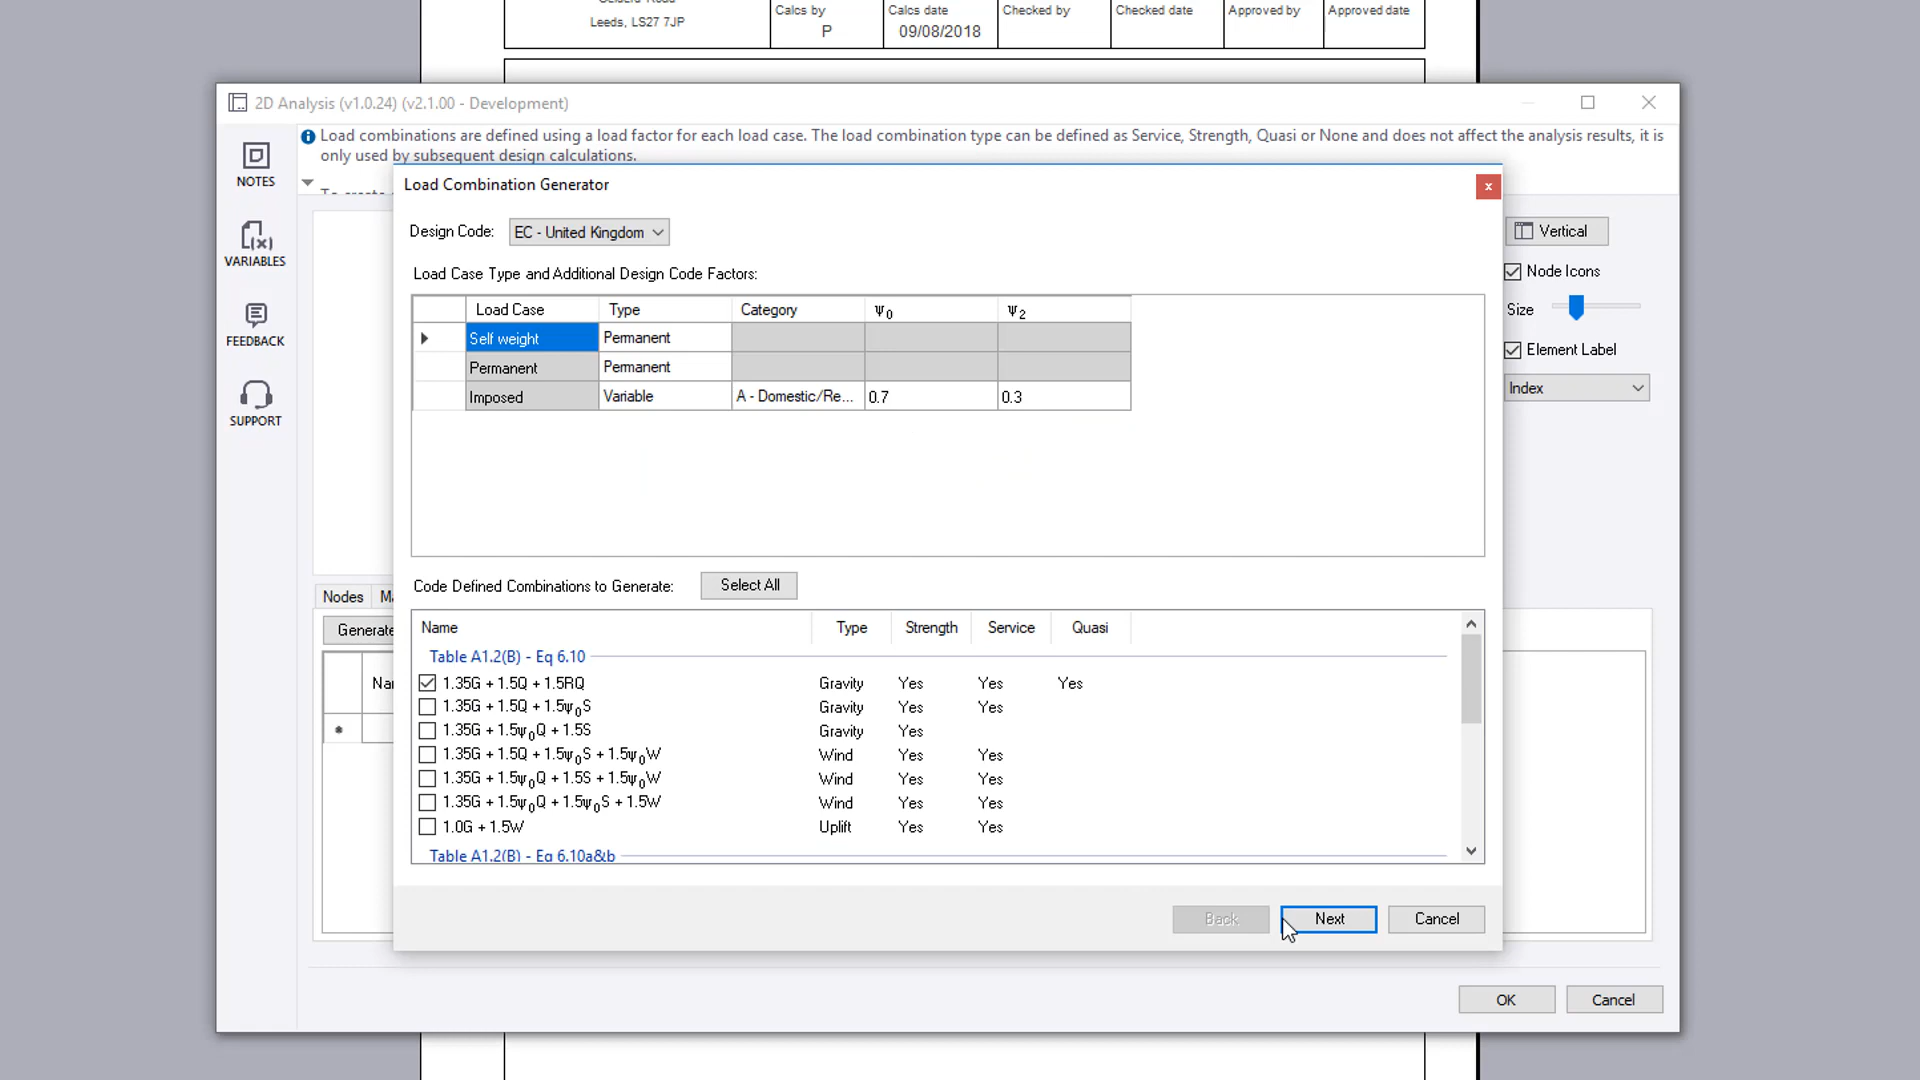 Leeds, LS27 7JP
Calcs by
P
Calcs date
09/08/2018
Checked by
Checked date
Approved by
Approved date
2D Analysis (v1.0.24) (v2.1.00 - Development)
NOTES
VARIABLES
FEEDBACK
SUPPORT
Load combinations are defined using a load factor for each load case. The load combination type can be defined as Service, Strength, Quasi or None and does not affect the analysis results, it is
only used by subsequent design calculations.
To create
Load Combination Generator
x
Design Code:
EC - United Kingdom
Load Case Type and Additional Design Code Factors:
Load Case Type Category Ψ0 Ψ2
Self weight Permanent
Permanent Permanent
Imposed Variable A - Domestic/Re... 0.7 0.3
Code Defined Combinations to Generate:
Select All
Name Type Strength Service Quasi
Table A1.2(B) - Eq 6.10
1.35G + 1.5Q + 1.5RQ Gravity Yes Yes Yes
1.35G + 1.5Q + 1.5ψ0S Gravity Yes Yes
1.35G + 1.5ψ0Q + 1.5S Gravity Yes
1.35G + 1.5Q + 1.5ψ0S + 1.5ψ0W Wind Yes Yes
1.35G + 1.5ψ0Q + 1.5S + 1.5ψ0W Wind Yes Yes
1.35G + 1.5ψ0Q + 1.5ψ0S + 1.5W Wind Yes Yes
1.0G + 1.5W Uplift Yes Yes
Table A1.2(B) - Eq 6.10a&b
Back
Next
Cancel
Vertical
Node Icons
Size
Element Label
Index
Nodes
Generate
OK
Cancel